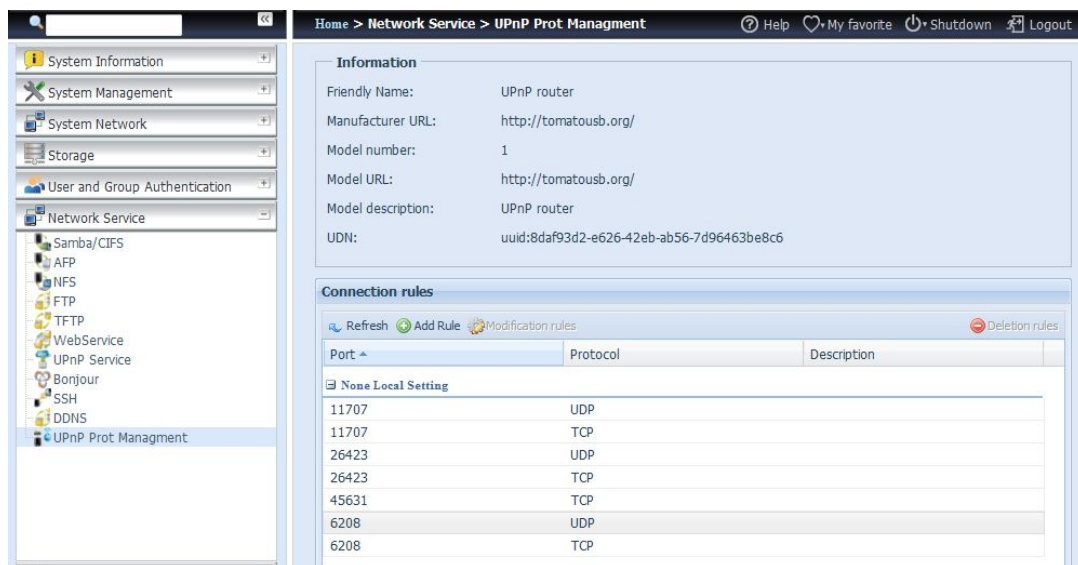 Home > Network Service > UPnP Prot Managment
Help My favorite Shutdown Logout
System Information
System Management
System Network
Storage
User and Group Authentication
Network Service
Samba/CIFS
AFP
NFS
FTP
TFTP
WebService
UPnP Service
Bonjour
SSH
DDNS
UPnP Prot Managment
Information
Friendly Name: UPnP router
Manufacturer URL: http://tomatousb.org/
Model number: 1
Model URL: http://tomatousb.org/
Model description: UPnP router
UDN: uuid:8daf93d2-e626-42eb-ab56-7d96463be8c6
Connection rules
Refresh Add Rule Modification rules Deletion rules
Port Protocol Description
None Local Setting
11707 UDP
11707 TCP
26423 UDP
26423 TCP
45631 TCP
6208 UDP
6208 TCP